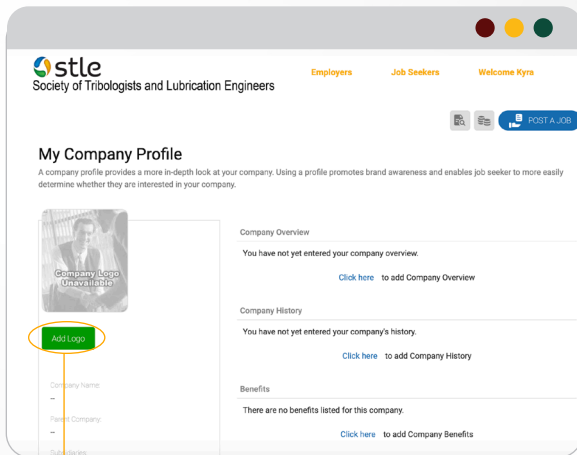 stle
Society of Tribologists and Lubrication Engineers
Employers
Job Seekers
Welcome Kyra
POST A JOB
My Company Profile
A company profile provides a more in-depth look at your company. Using a profile promotes brand awareness and enables job seeker to more easily
determine whether they are interested in your company.
Company Logo
Unavailable
Add Logo
Company Name:
--
Parent Company:
--
Subsidiaries
Company Overview
You have not yet entered your company overview.
Click here to add Company Overview
Company History
You have not yet entered your company's history.
Click here to add Company History
Benefits
There are no benefits listed for this company.
Click here to add Company Benefits